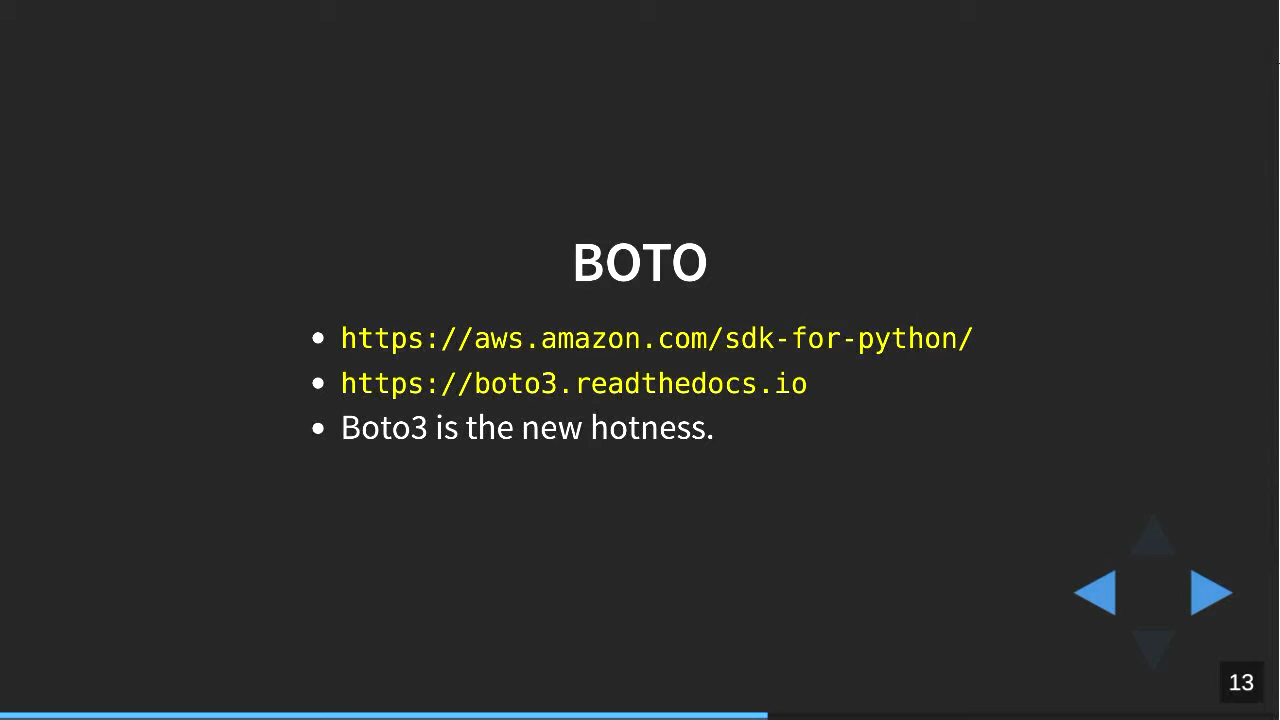 BOTO
https://aws.amazon.com/sdk-for-python/
https://boto3.readthedocs.io
Boto3 is the new hotness.
13